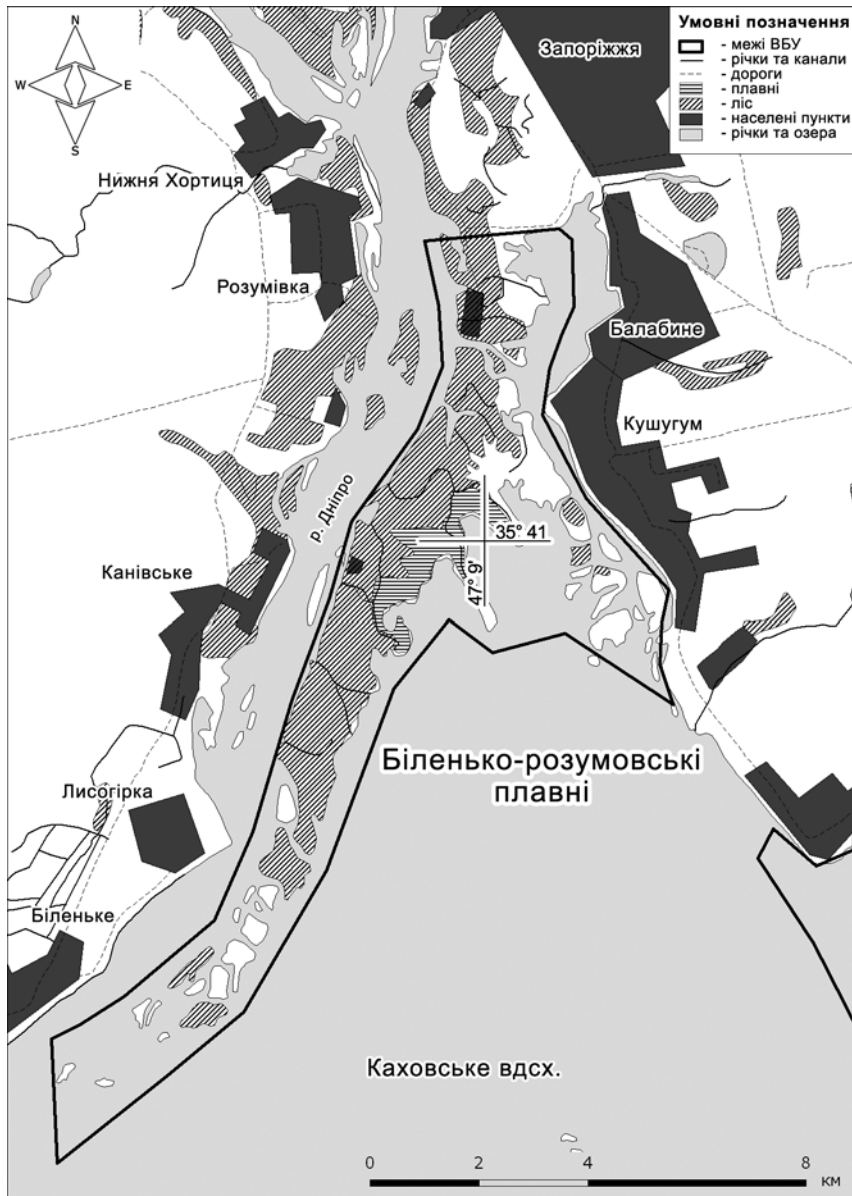 N
W
E
S
Умовні позначення
- межі ВБУ
- річки та канали
- дороги
- плавні
- ліс
- населені пункти
- річки та озера
Запоріжжя
Нижня Хортиця
Розумівка
Балабине
Кушугум
р. Дніпро
35° 41
47° 9'
Канівське
Біленько-розумовські
плавні
Лисогірка
Біленьке
Каховське вдсх.
0 2 4 8
км